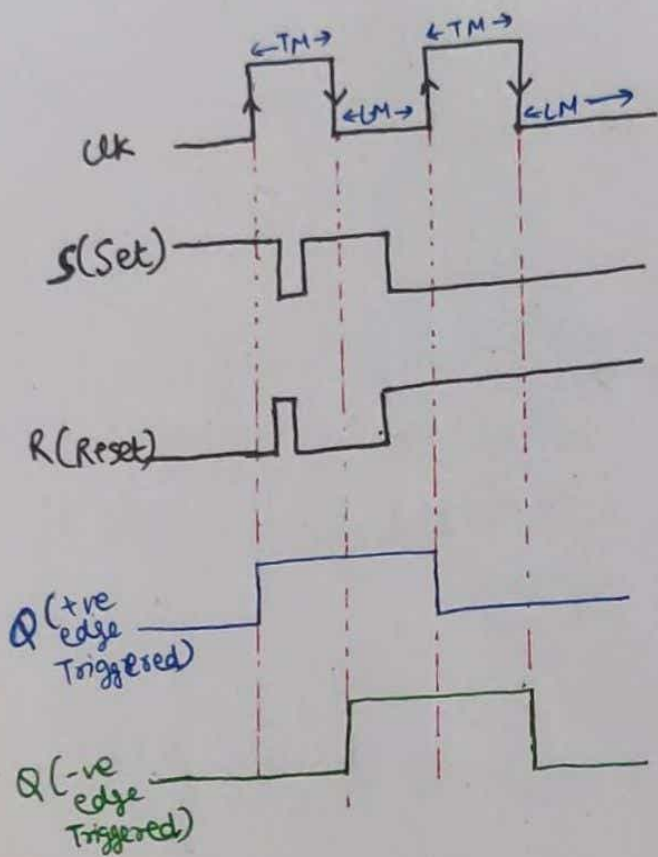 ←TM→
←TM→
←LM→
←LM→
Clk
S(Set)
R(Reset)
Q(+ve
edge
Triggered)
Q(-ve
edge
Triggered)